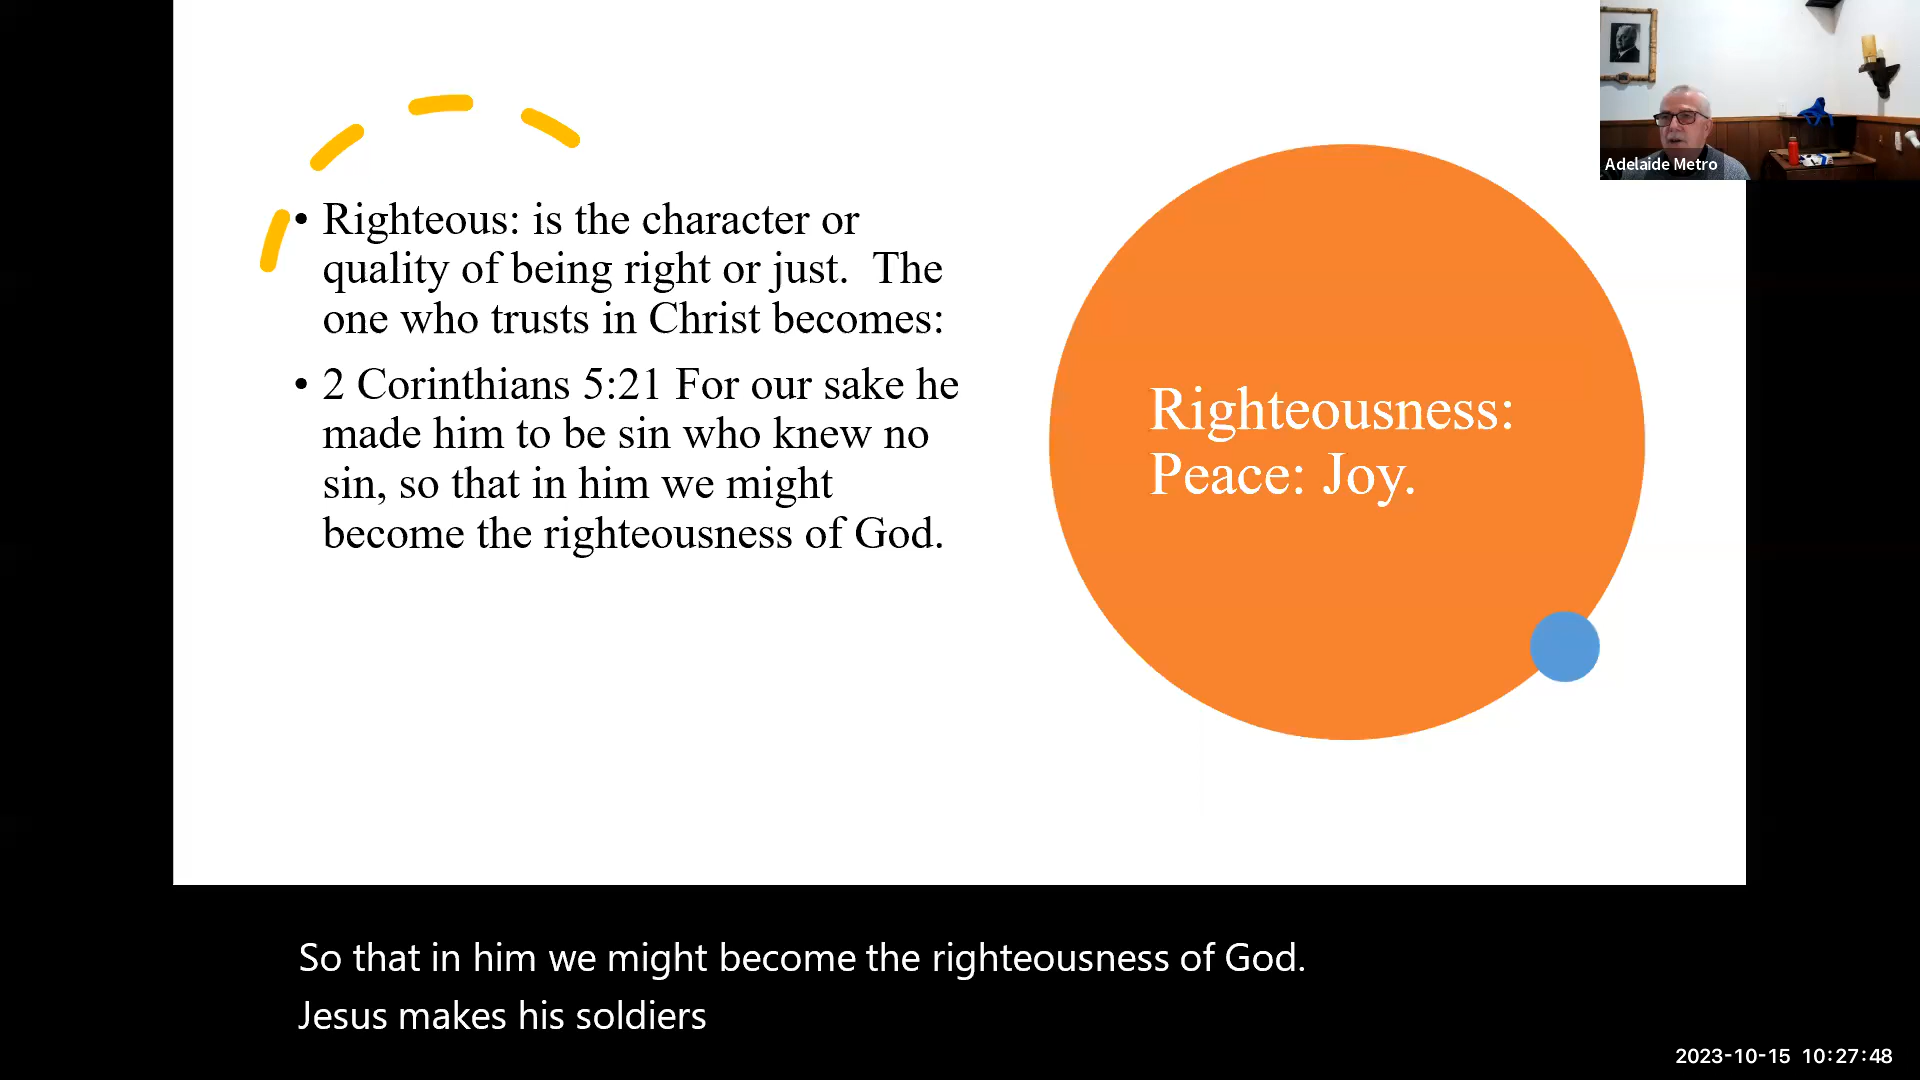 Adelaide Metro
• Righteous: is the character or
quality of being right or just.  The
one who trusts in Christ becomes:
• 2 Corinthians 5:21 For our sake he
made him to be sin who knew no
sin, so that in him we might
become the righteousness of God.
Righteousness:
Peace: Joy.
So that in him we might become the righteousness of God.
Jesus makes his soldiers
2023-10-15 10:27:48